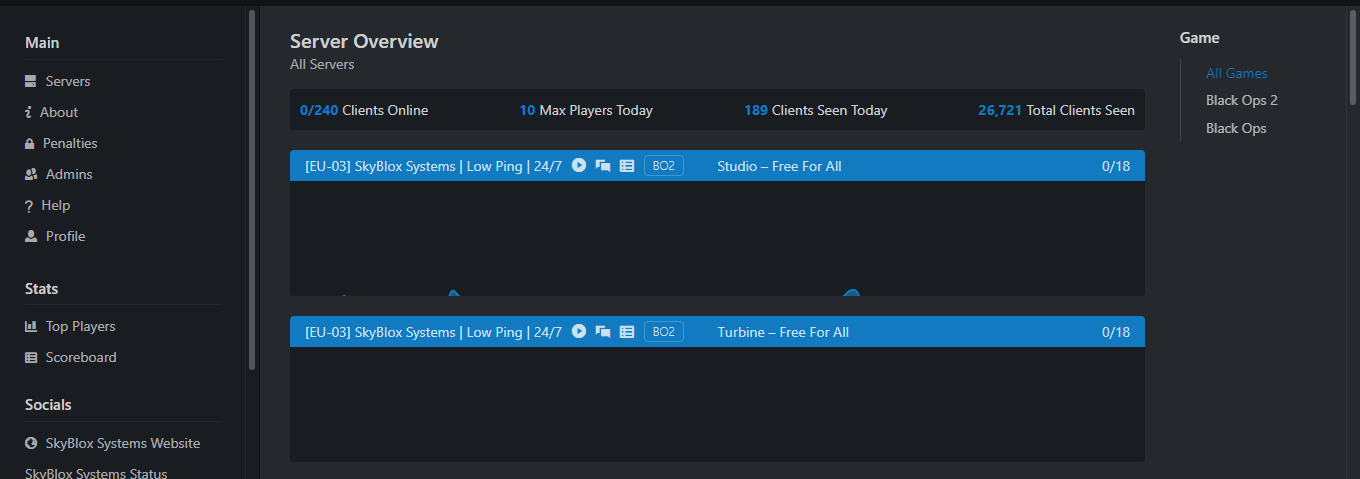 Main
Servers
About
Penalties
Admins
Help
Profile
Stats
Top Players
Scoreboard
Socials
SkyBlox Systems Website
SkyBlox Systems Status
Server Overview
All Servers
0/240 Clients Online
10 Max Players Today
189 Clients Seen Today
26,721 Total Clients Seen
[EU-03] SkyBlox Systems | Low Ping | 24/7 BO2 Studio – Free For All 0/18
[EU-03] SkyBlox Systems | Low Ping | 24/7 BO2 Turbine – Free For All 0/18
Game
All Games
Black Ops 2
Black Ops